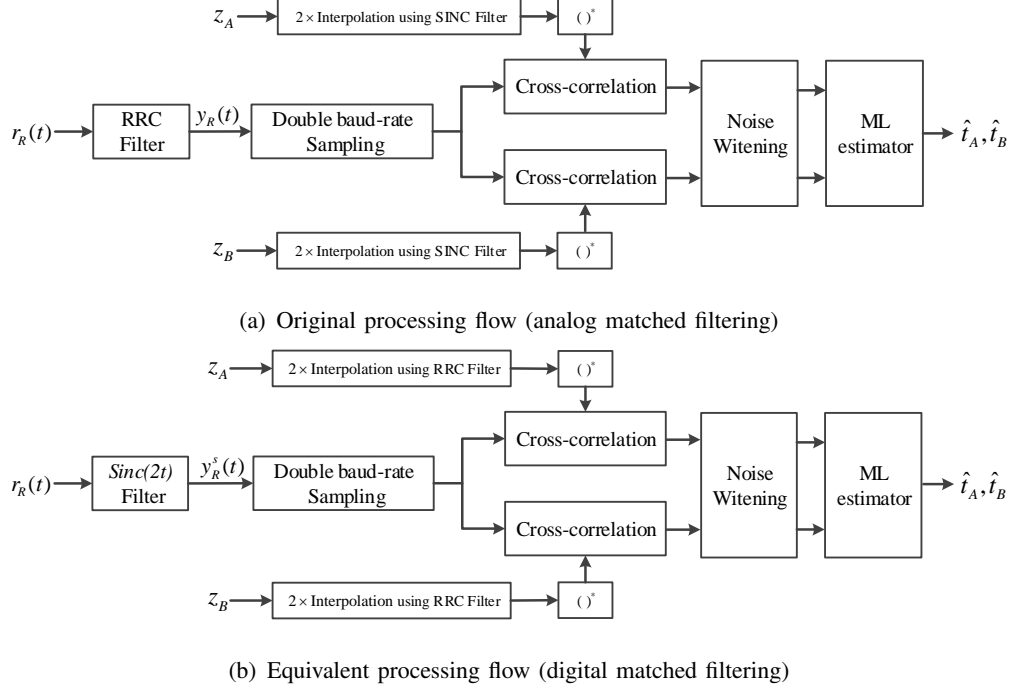 z_A
2 × Interpolation using SINC Filter
( )*
Cross-correlation
r_R(t)
RRC
Filter
y_R(t)
Double baud-rate
Sampling
Noise
Witening
ML
estimator
t̂_A, t̂_B
Cross-correlation
z_B
2 × Interpolation using SINC Filter
( )*
(a) Original processing flow (analog matched filtering)
z_A
2 × Interpolation using RRC Filter
( )*
Cross-correlation
r_R(t)
Sinc(2t)
Filter
y_R^s(t)
Double baud-rate
Sampling
Noise
Witening
ML
estimator
t̂_A, t̂_B
Cross-correlation
z_B
2 × Interpolation using RRC Filter
( )*
(b) Equivalent processing flow (digital matched filtering)